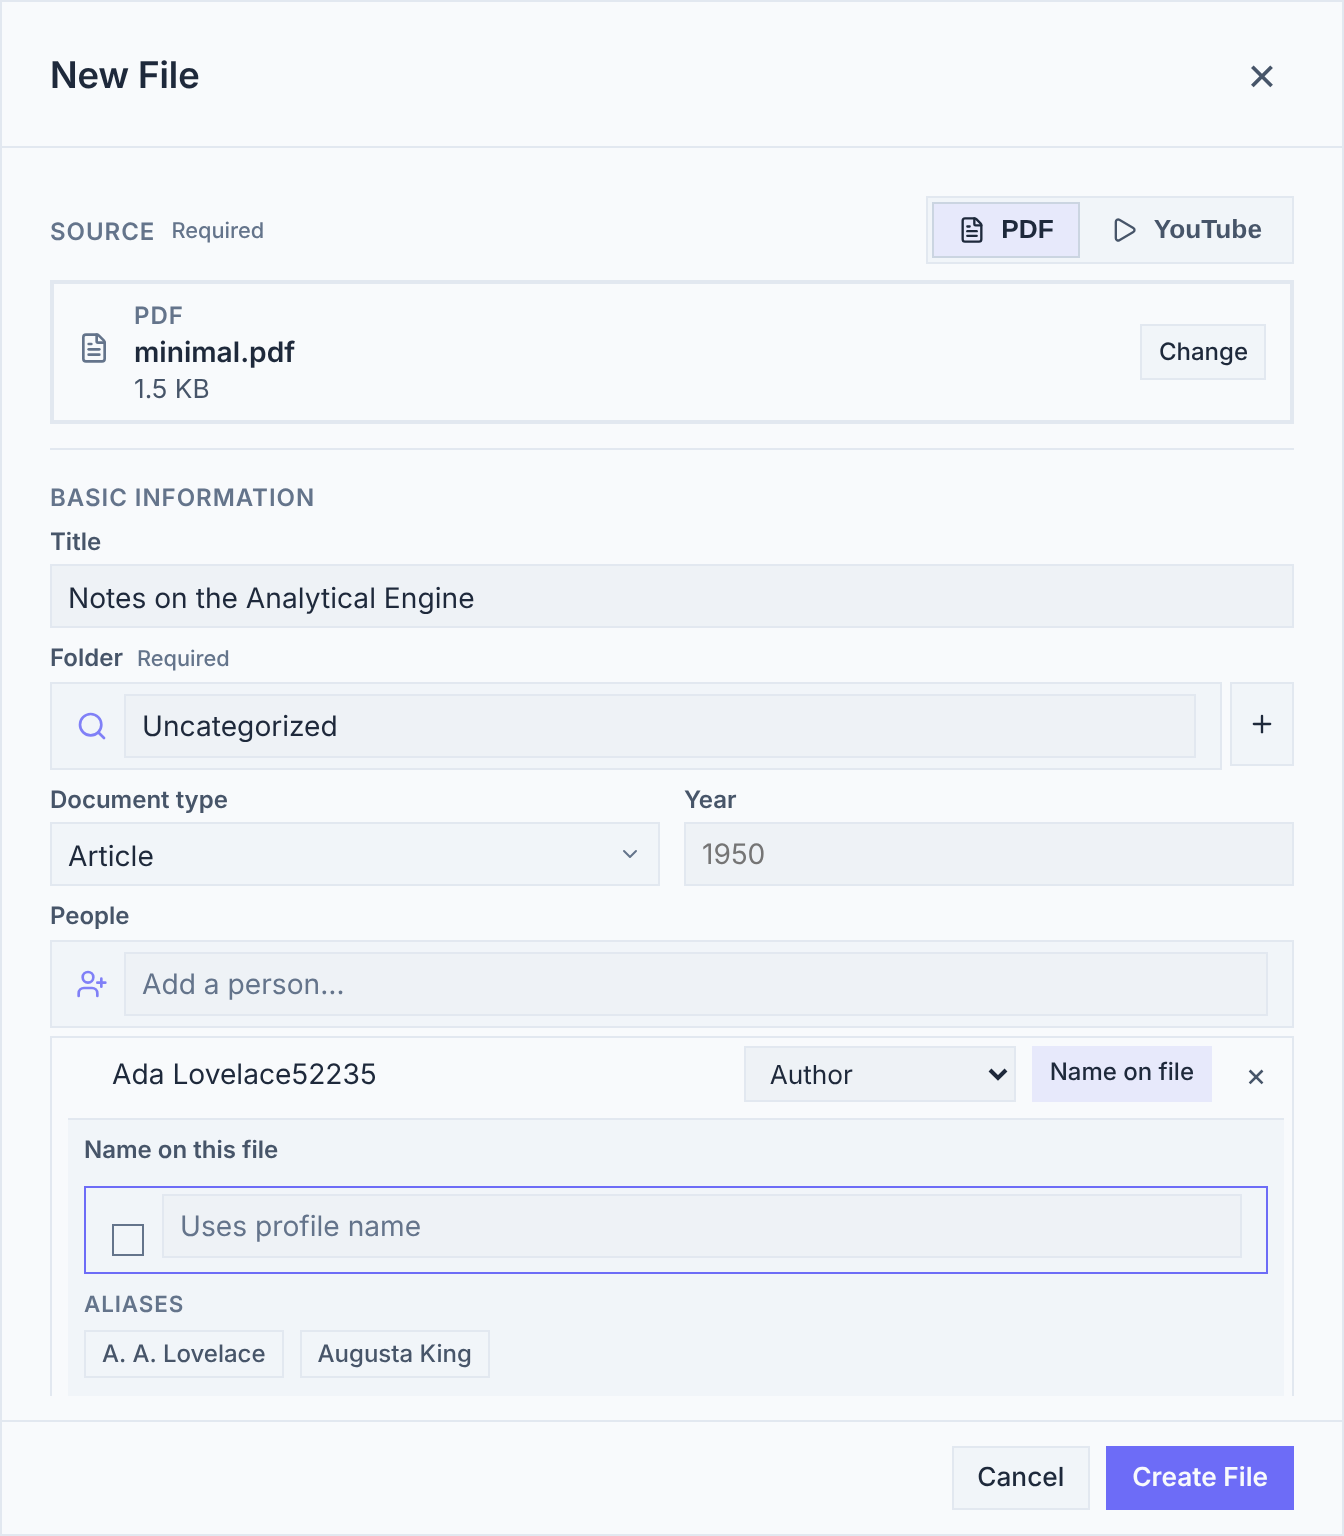 New File
SOURCE Required
PDF YouTube
PDF
minimal.pdf
1.5 KB
Change
BASIC INFORMATION
Title
Notes on the Analytical Engine
Folder Required
Uncategorized
Document type
Article
Year
1950
People
Add a person...
Ada Lovelace52235
Author
Name on file
Name on this file
Uses profile name
ALIASES
A. A. Lovelace
Augusta King
Cancel
Create File